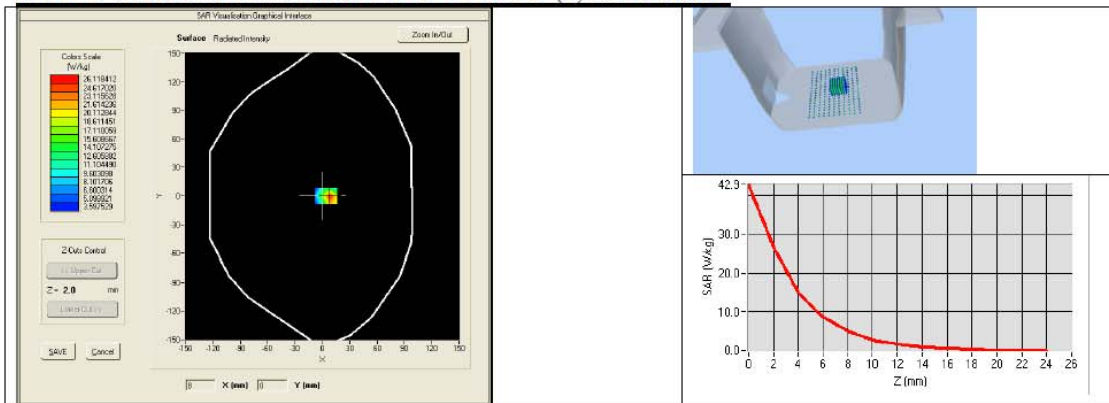 SAR Visualisation Graphical Interface
Surface Radiated Intensity
Zoom In/Out
Colors Scale
(W/kg)
26.118412
24.617020
23.115628
21.614236
20.112844
18.611451
17.110059
15.608667
14.107275
12.605882
11.104490
9.603098
8.101706
6.600314
5.098921
3.597529
150
120
90
60
30
0
-30
-60
-90
-120
-150
Y
-150 -120 -90 -60 -30 0 30 60 90 120 150
X
Z-Cuts Control
Z = 2.0 mm
SAVE Cancel
8 X (mm) 0 Y (mm)
42.9
30.0
20.0
10.0
0.0
SAR (W/kg)
0 2 4 6 8 10 12 14 16 18 20 22 24 26
Z (mm)